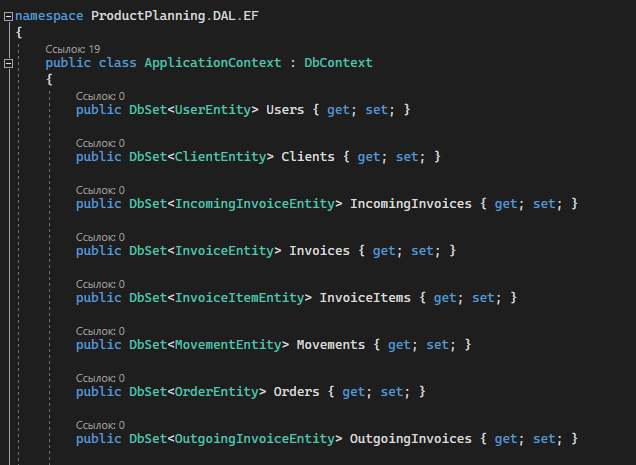 namespace ProductPlanning.DAL.EF
{
Ссылок: 19
public class ApplicationContext : DbContext
{
Ссылок: 0
public DbSet<UserEntity> Users { get; set; }
Ссылок: 0
public DbSet<ClientEntity> Clients { get; set; }
Ссылок: 0
public DbSet<IncomingInvoiceEntity> IncomingInvoices { get; set; }
Ссылок: 0
public DbSet<InvoiceEntity> Invoices { get; set; }
Ссылок: 0
public DbSet<InvoiceItemEntity> InvoiceItems { get; set; }
Ссылок: 0
public DbSet<MovementEntity> Movements { get; set; }
Ссылок: 0
public DbSet<OrderEntity> Orders { get; set; }
Ссылок: 0
public DbSet<OutgoingInvoiceEntity> OutgoingInvoices { get; set; }